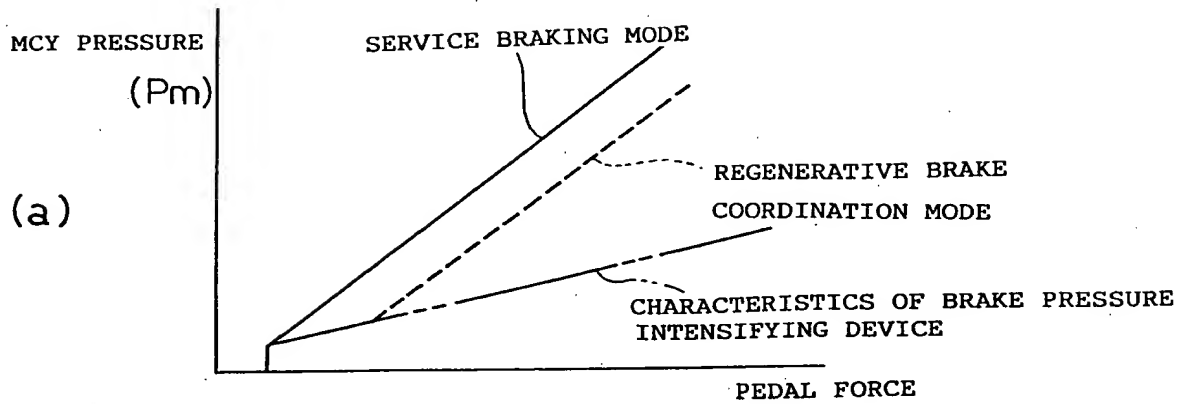 MCY PRESSURE
(Pm)
SERVICE BRAKING MODE
(a)
REGENERATIVE BRAKE
COORDINATION MODE
CHARACTERISTICS OF BRAKE PRESSURE
INTENSIFYING DEVICE
PEDAL FORCE